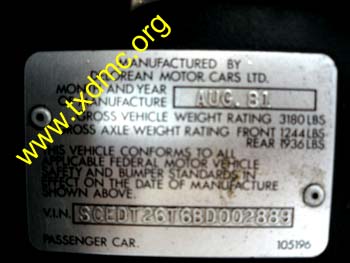 www.txdmc.org
MANUFACTURED BY
DELOREAN MOTOR CARS LTD.
MONTH AND YEAR
OF MANUFACTURE AUG. 81
GROSS VEHICLE WEIGHT RATING 3180 LBS
GROSS AXLE WEIGHT RATING FRONT 1244 LBS
REAR 1936 LBS
THIS VEHICLE CONFORMS TO ALL
APPLICABLE FEDERAL MOTOR VEHICLE
SAFETY AND BUMPER STANDARDS IN
EFFECT ON THE DATE OF MANUFACTURE
SHOWN ABOVE.
V.I.N. SCEDT26T6BD002889
PASSENGER CAR. 105196